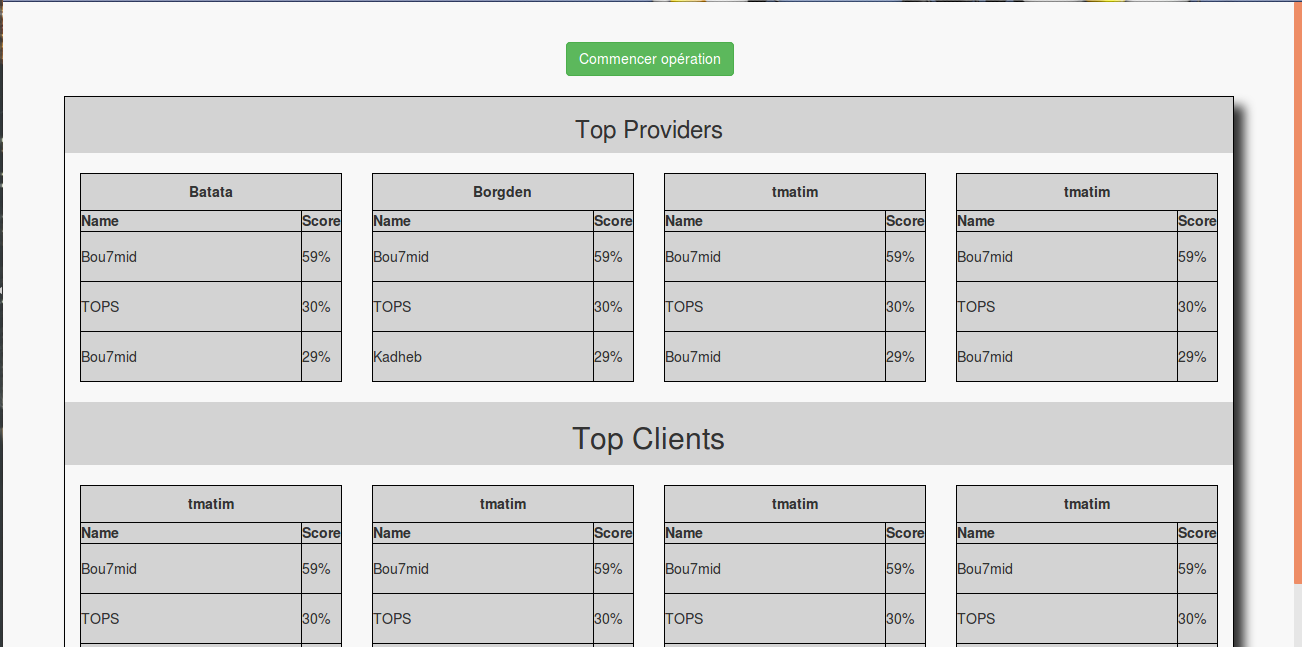 Commencer opération
Top Providers
Batata Borgden tmatim tmatim
Name Score Name Score Name Score Name Score
Bou7mid 59% Bou7mid 59% Bou7mid 59% Bou7mid 59%
TOPS 30% TOPS 30% TOPS 30% TOPS 30%
Bou7mid 29% Kadheb 29% Bou7mid 29% Bou7mid 29%
Top Clients
tmatim tmatim tmatim tmatim
Name Score Name Score Name Score Name Score
Bou7mid 59% Bou7mid 59% Bou7mid 59% Bou7mid 59%
TOPS 30% TOPS 30% TOPS 30% TOPS 30%